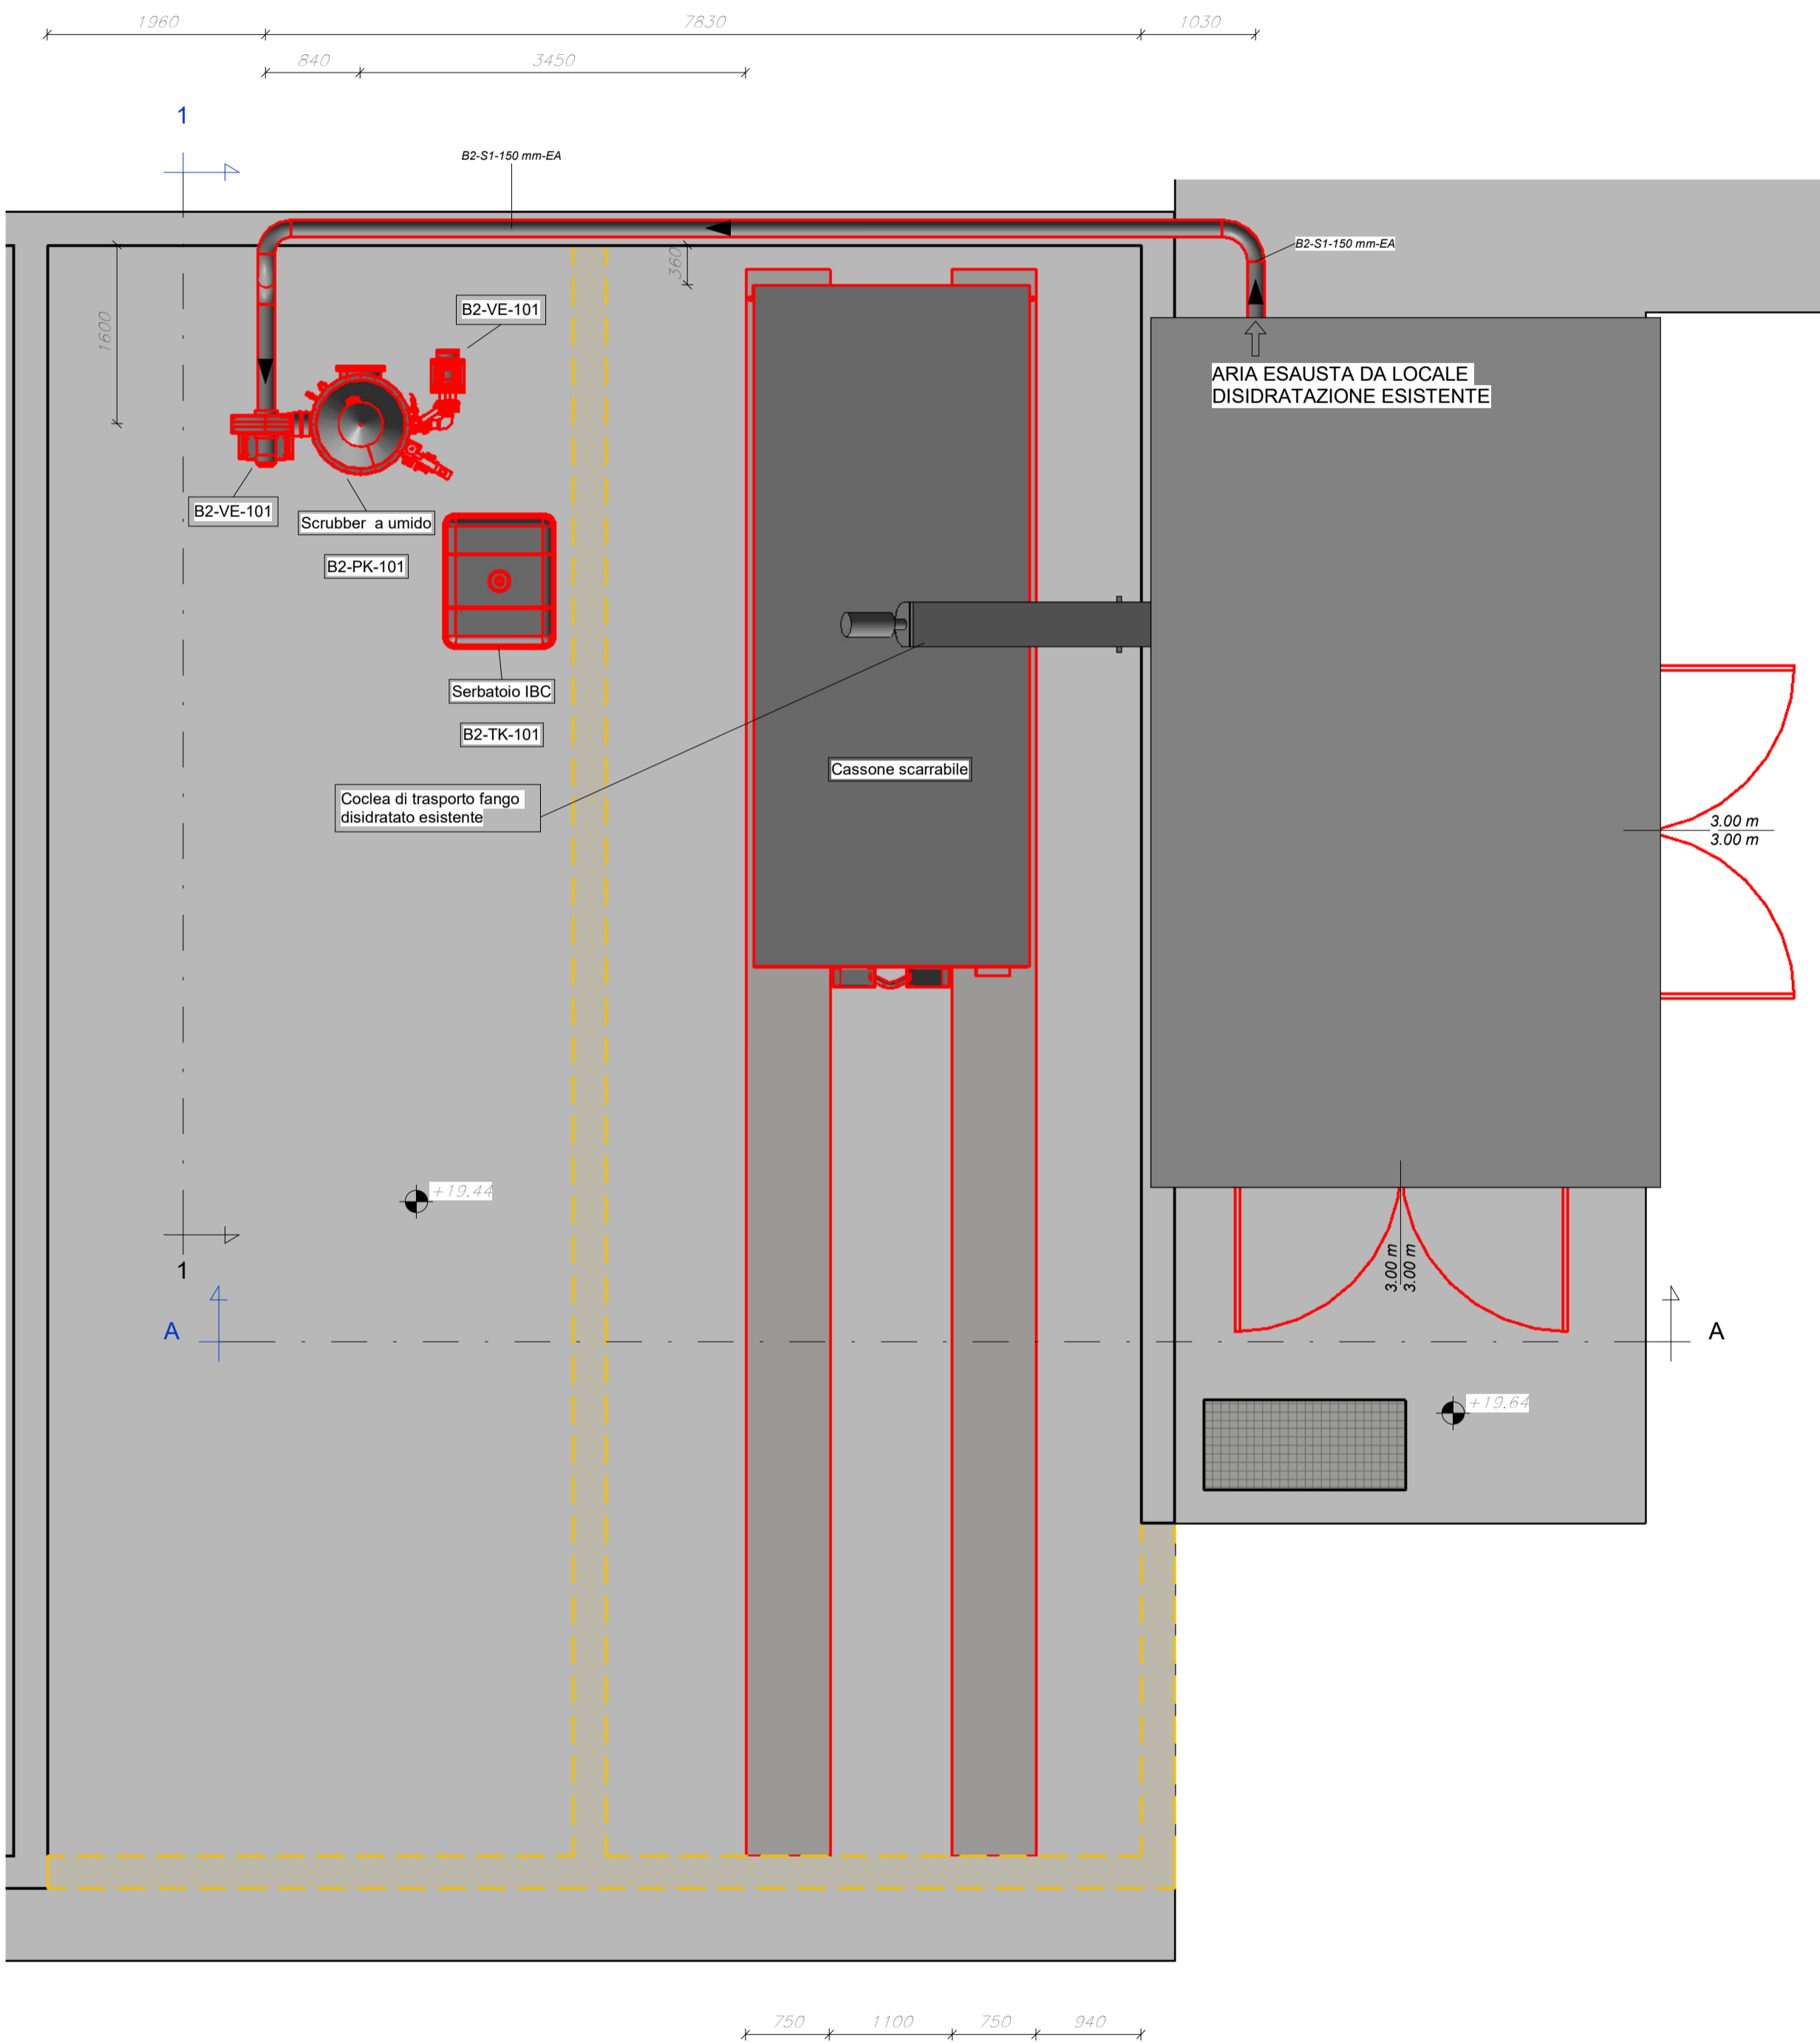 1960
7830
1030
840
3450
1
B2-S1-150 mm-EA
B2-S1-150 mm-EA
360
1600
B2-VE-101
ARIA ESAUSTA DA LOCALE
DISIDRATAZIONE ESISTENTE
B2-VE-101
Scrubber a umido
B2-PK-101
Serbatoio IBC
B2-TK-101
Cassone scarrabile
Coclea di trasporto fango
disidratato esistente
3.00 m
3.00 m
+19.44
3.00 m
3.00 m
1
A
A
+19.64
750
1100
750
940